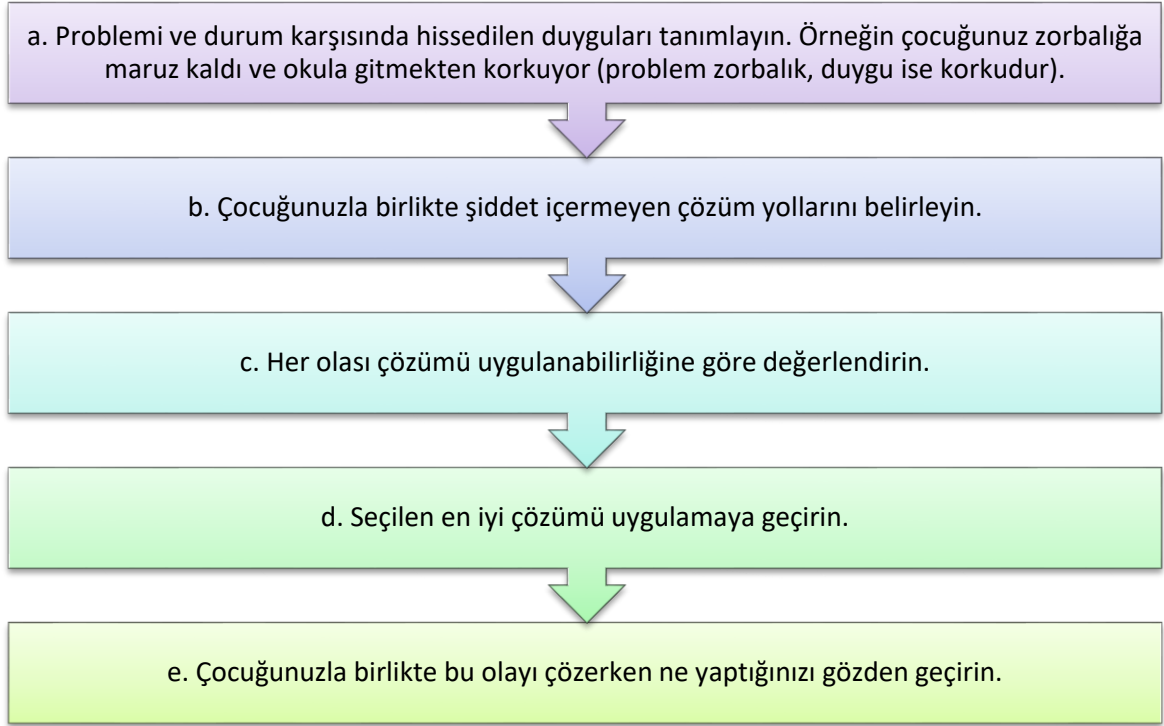 a. Problemi ve durum karşısında hissedilen duyguları tanımlayın. Örneğin çocuğunuz zorbalığa
maruz kaldı ve okula gitmekten korkuyor (problem zorbalık, duygu ise korkudur).
b. Çocuğunuzla birlikte şiddet içermeyen çözüm yollarını belirleyin.
c. Her olası çözümü uygulanabilirliğine göre değerlendirin.
d. Seçilen en iyi çözümü uygulamaya geçirin.
e. Çocuğunuzla birlikte bu olayı çözerken ne yaptığınızı gözden geçirin.